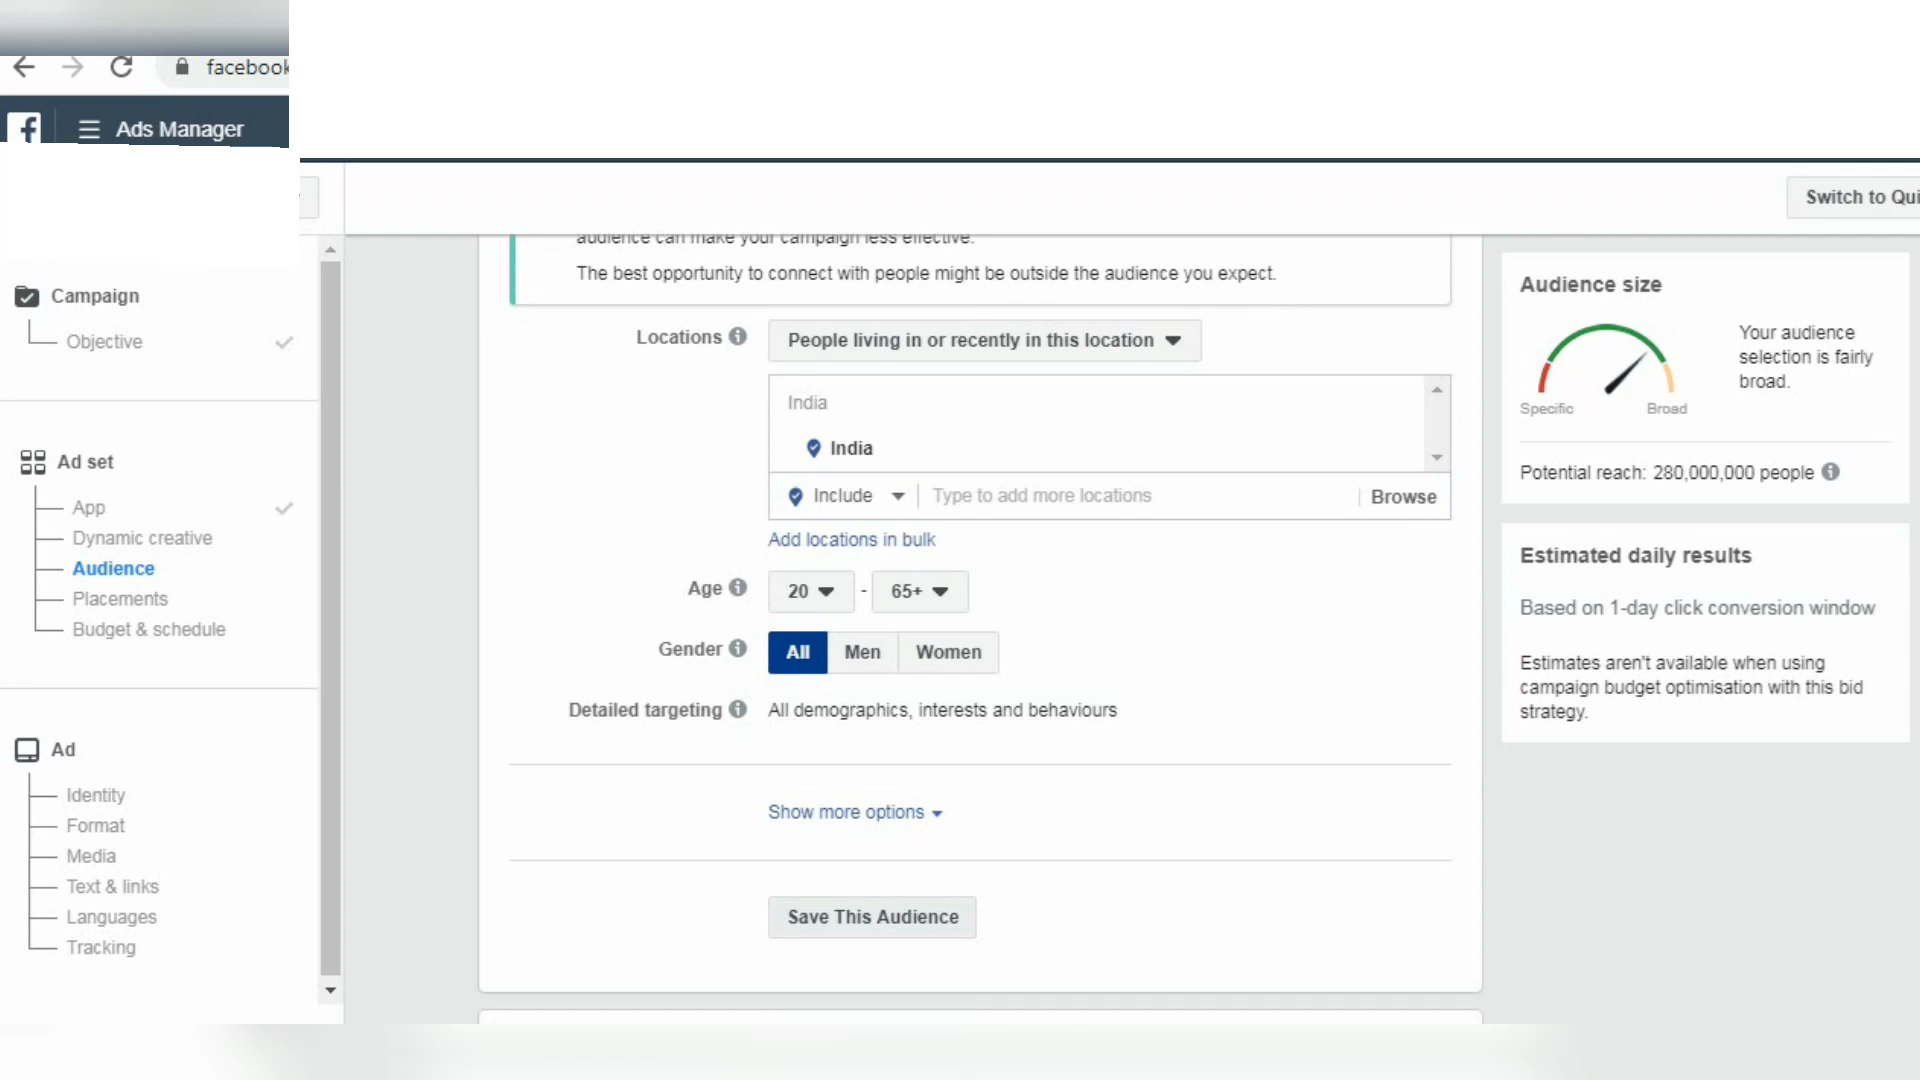 facebook
Ads Manager
Switch to Qui
Campaign
Objective
Ad set
App
Dynamic creative
Audience
Placements
Budget & schedule
Ad
Identity
Format
Media
Text & links
Languages
Tracking
audience can make your campaign less effective.
The best opportunity to connect with people might be outside the audience you expect.
Locations
People living in or recently in this location
India
India
Include
Type to add more locations
Browse
Add locations in bulk
Age
20 - 65+
Gender
All Men Women
Detailed targeting
All demographics, interests and behaviours
Show more options
Save This Audience
Audience size
Your audience
selection is fairly
broad.
Specific Broad
Potential reach: 280,000,000 people
Estimated daily results
Based on 1-day click conversion window
Estimates aren't available when using
campaign budget optimisation with this bid
strategy.